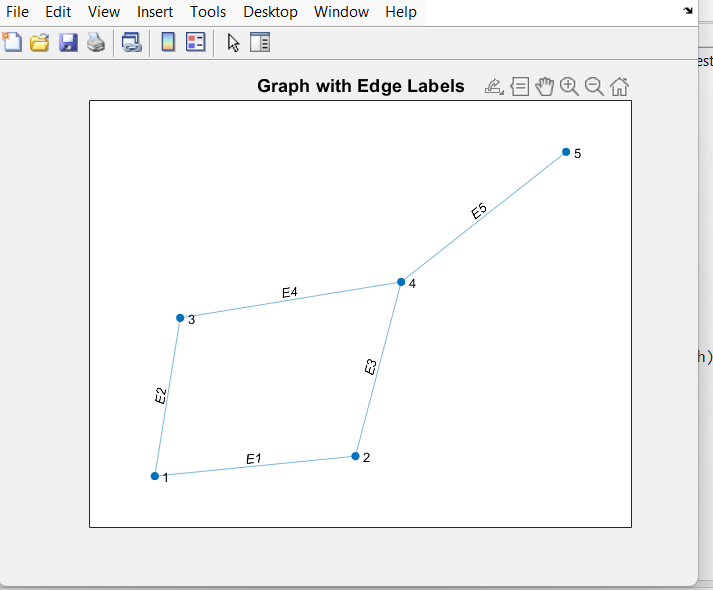 File Edit View Insert Tools Desktop Window Help
est
Graph with Edge Labels
5
E5
4
E4
3
h)
E3
E2
E1
2
1